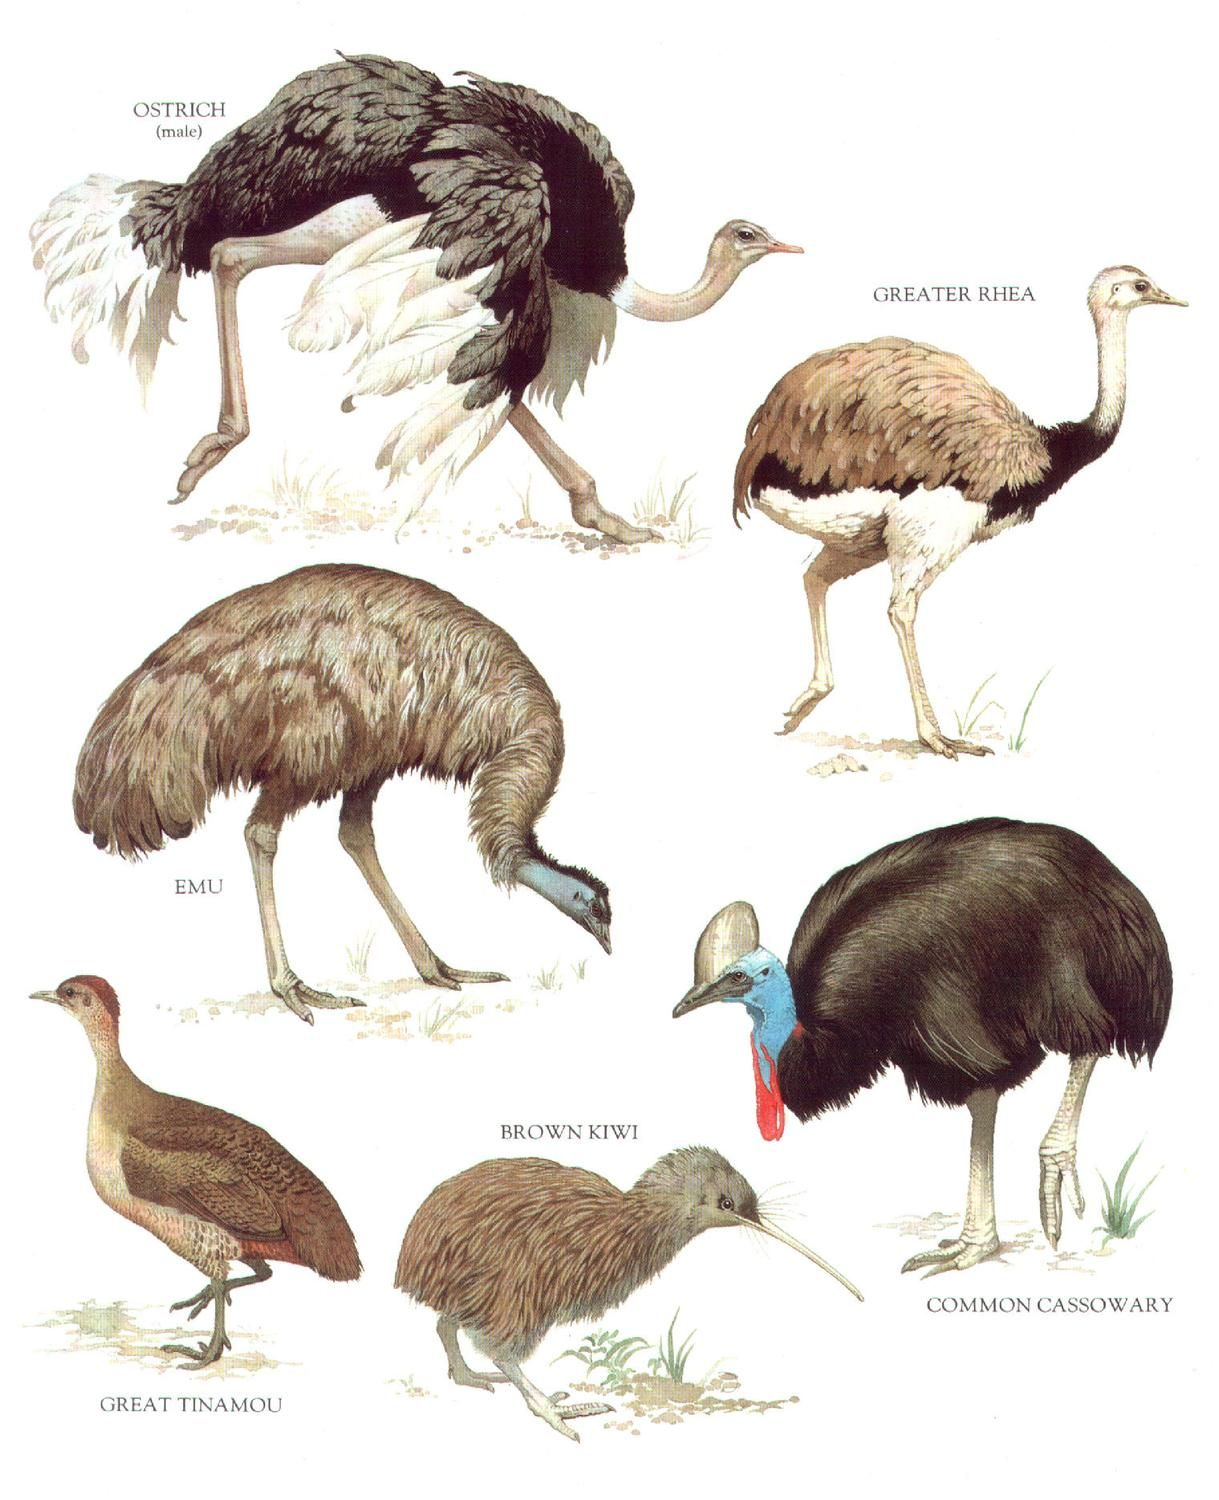 OSTRICH
(male)
GREATER RHEA
EMU
BROWN KIWI
COMMON CASSOWARY
GREAT TINAMOU